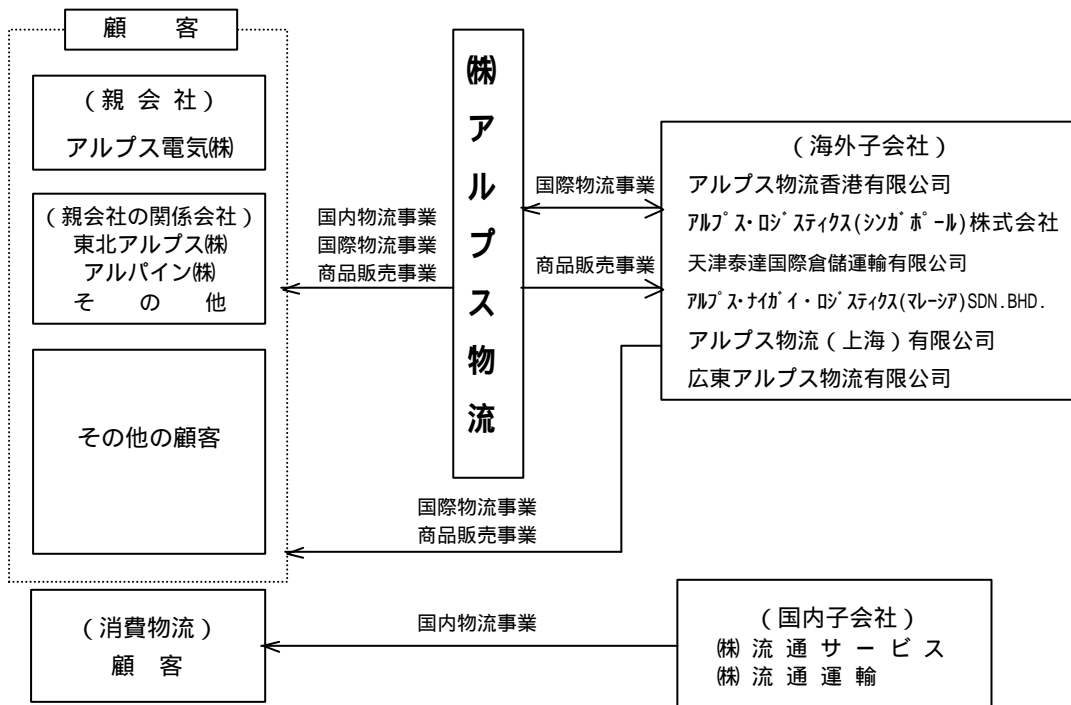 顧 客
(親 会 社)
アルプス電気㈱
(親会社の関係会社)
東北アルプス㈱
アルパイン㈱
そ の 他
その他の顧客
国内物流事業
国際物流事業
商品販売事業
㈱アルプス物流
国際物流事業
商品販売事業
(海外子会社)
アルプス物流香港有限公司
ｱﾙﾌﾟｽ・ﾛｼﾞｽﾃｨｸｽ(ｼﾝｶﾞﾎﾟｰﾙ)株式会社
天津泰達国際倉儲運輸有限公司
ｱﾙﾌﾟｽ・ﾅｲｶﾞｲ・ﾛｼﾞｽﾃｨｸｽ(ﾏﾚｰｼｱ)SDN.BHD.
アルプス物流(上海)有限公司
広東アルプス物流有限公司
国際物流事業
商品販売事業
(消費物流)
顧 客
国内物流事業
(国内子会社)
㈱ 流 通 サ ー ビ ス
㈱ 流 通 運 輸